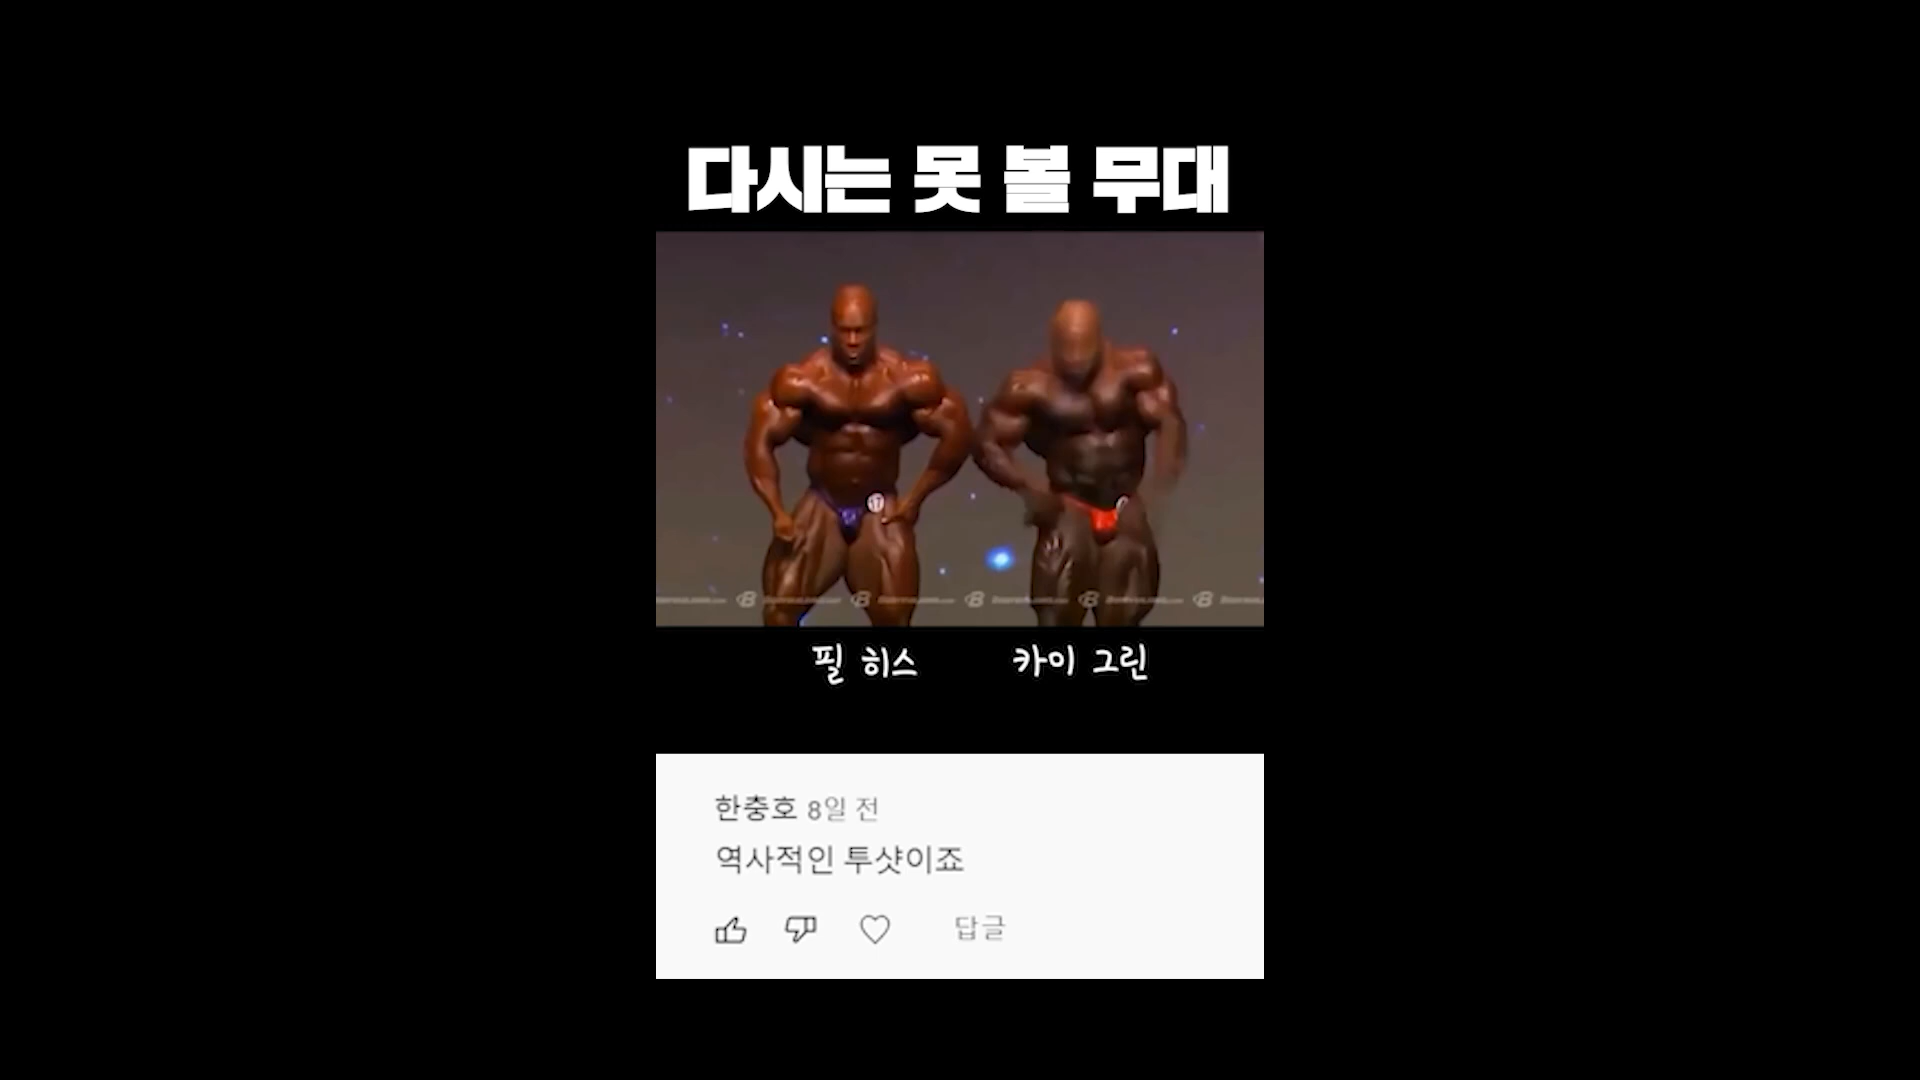 다시는 못 볼 무대
17
필 히스 카이 그린
한충호 8일 전
역사적인 투샷이죠
답글